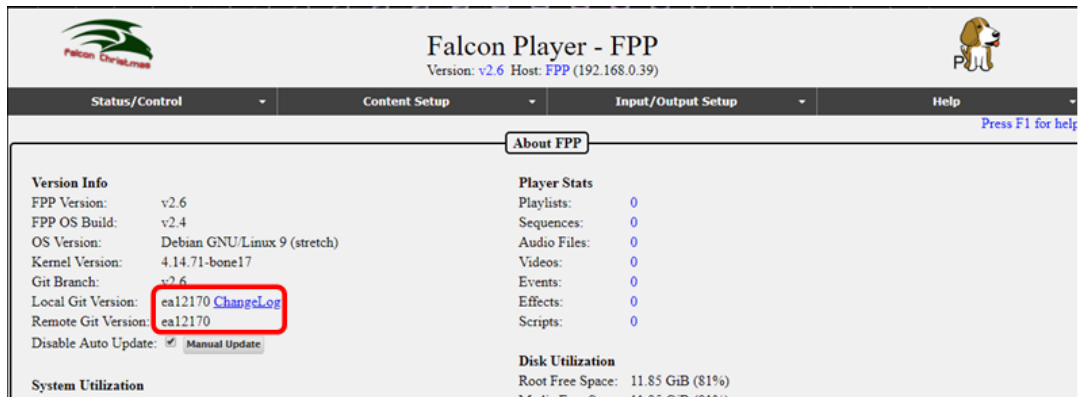 Falcon Christmas
Falcon Player - FPP
Version: v2.6 Host: FPP (192.168.0.39)
Status/Control
Content Setup
Input/Output Setup
Help
Press F1 for help
About FPP
Version Info
FPP Version: v2.6
FPP OS Build: v2.4
OS Version: Debian GNU/Linux 9 (stretch)
Kernel Version: 4.14.71-bone17
Git Branch: v2.6
Local Git Version: ea12170 ChangeLog
Remote Git Version: ea12170
Disable Auto Update: Manual Update
System Utilization
Player Stats
Playlists: 0
Sequences: 0
Audio Files: 0
Videos: 0
Events: 0
Effects: 0
Scripts: 0
Disk Utilization
Root Free Space: 11.85 GiB (81%)